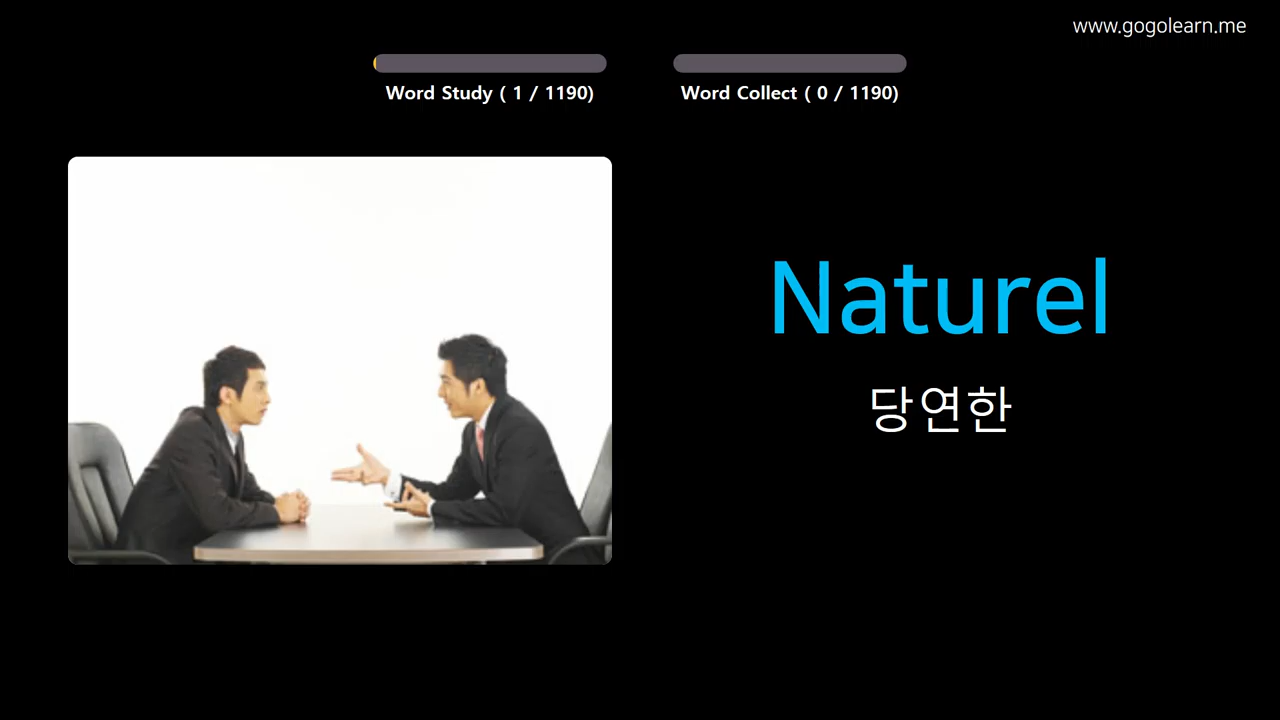 www.gogolearn.me
Word Study ( 1 / 1190)
Word Collect ( 0 / 1190)
Naturel
당연한